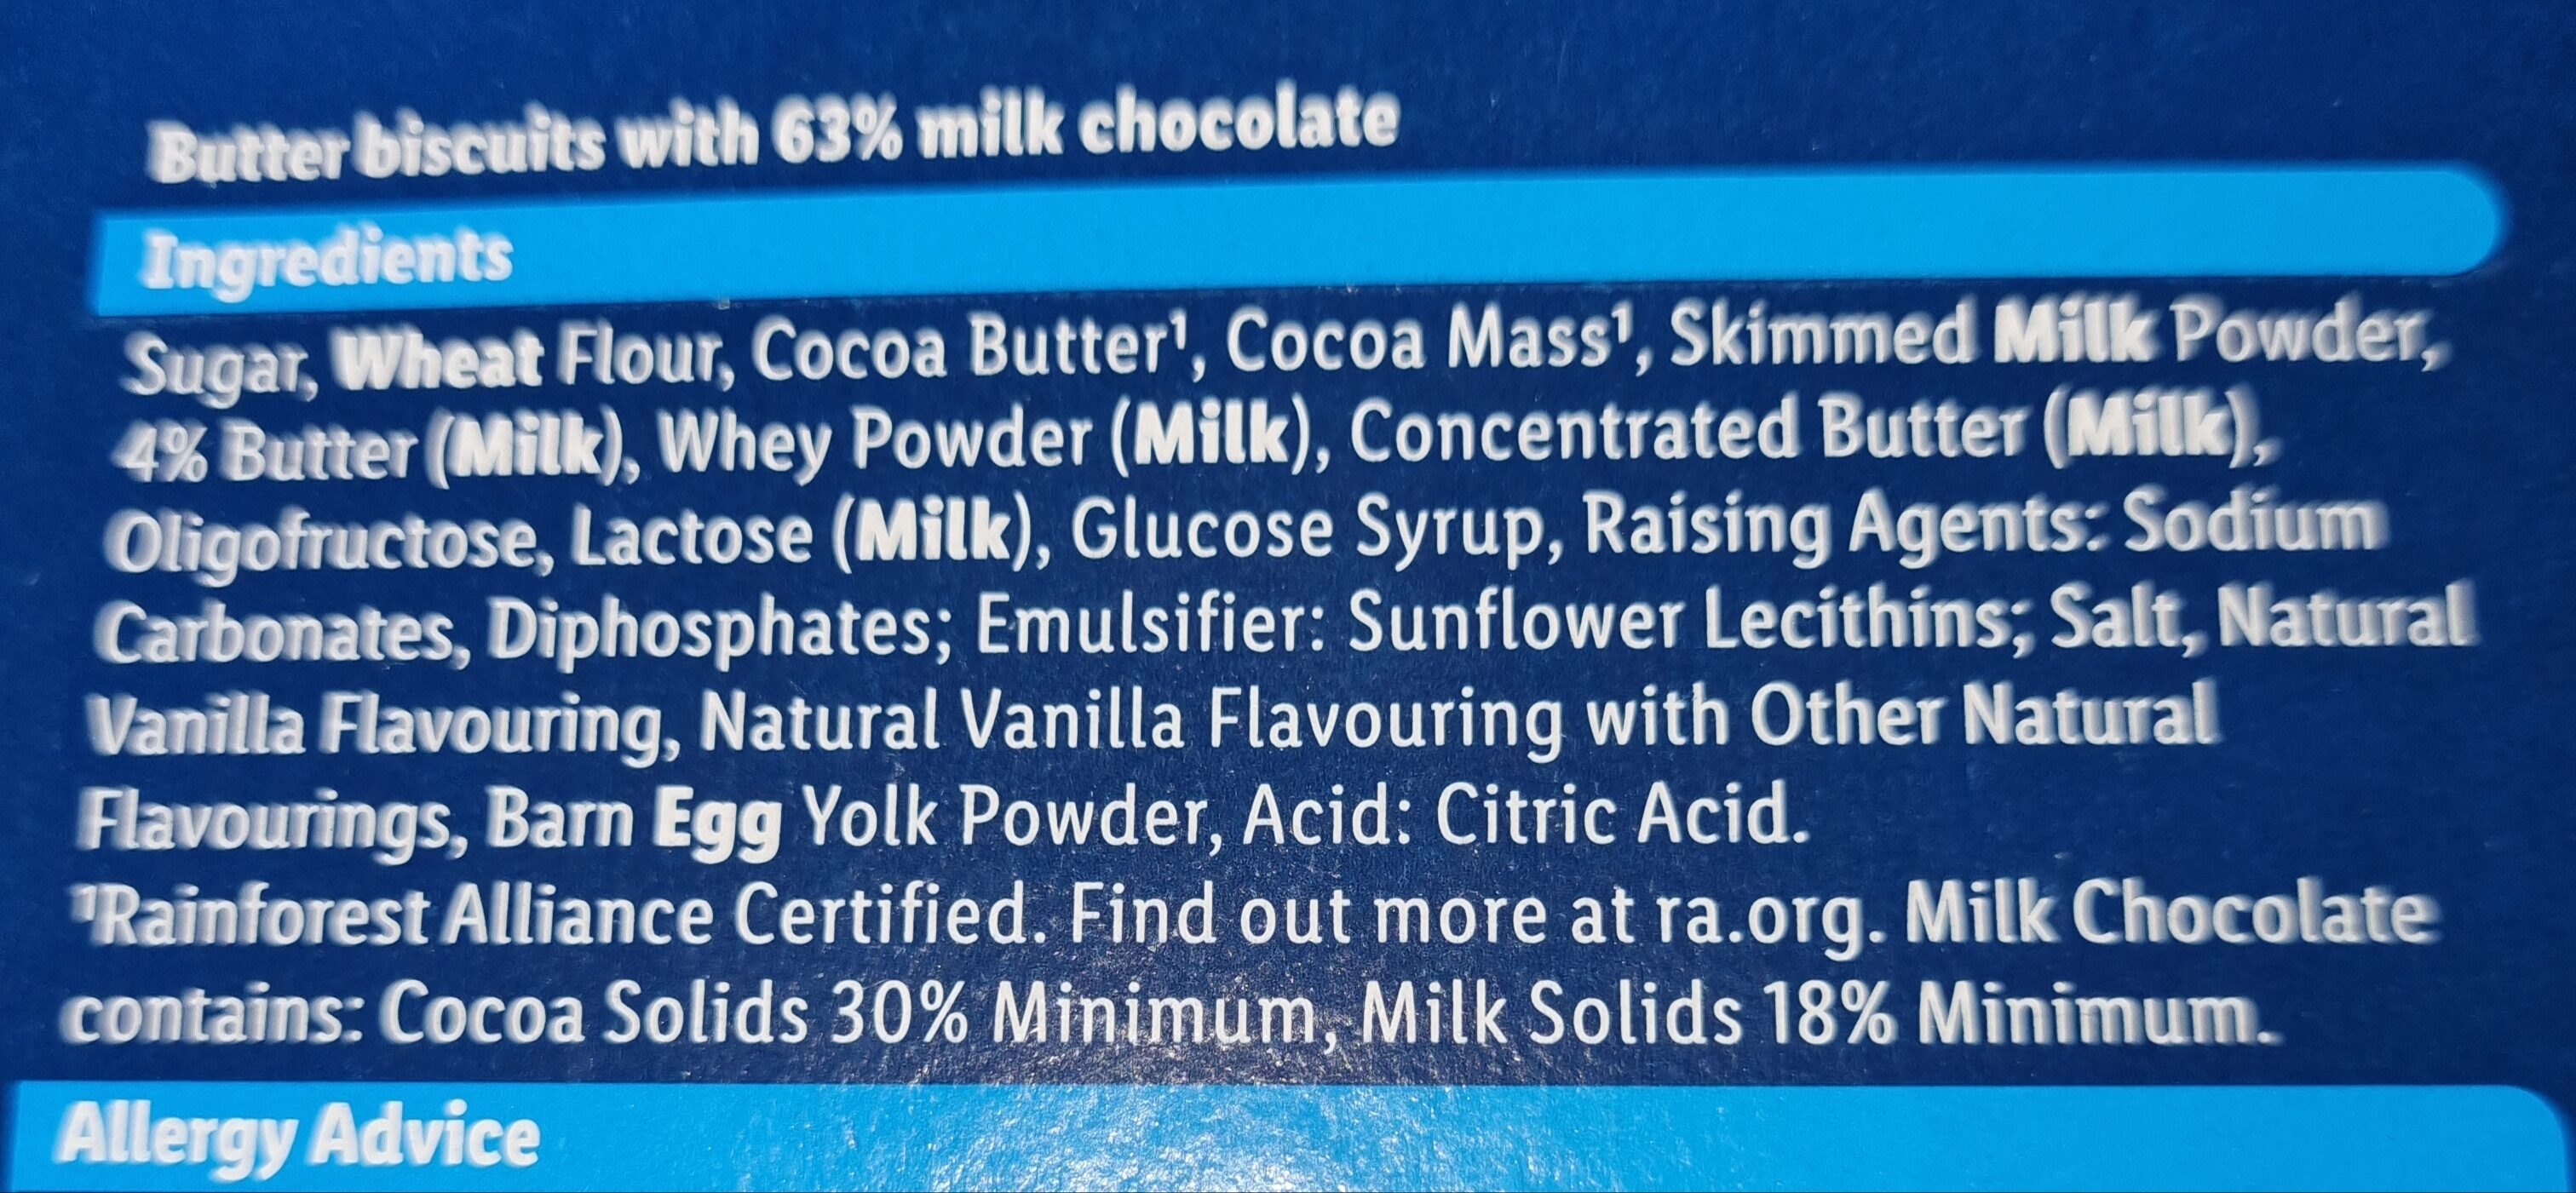 Butter biscuits with 63% milk chocolate
Ingredients
Sugar, Wheat Flour, Cocoa Butter¹, Cocoa Mass¹, Skimmed Milk Powder,
4% Butter (Milk), Whey Powder (Milk), Concentrated Butter (Milk),
Oligofructose, Lactose (Milk), Glucose Syrup, Raising Agents: Sodium
Carbonates, Diphosphates; Emulsifier: Sunflower Lecithins; Salt, Natural
Vanilla Flavouring, Natural Vanilla Flavouring with Other Natural
Flavourings, Barn Egg Yolk Powder, Acid: Citric Acid.
¹Rainforest Alliance Certified. Find out more at ra.org. Milk Chocolate
contains: Cocoa Solids 30% Minimum, Milk Solids 18% Minimum.
Allergy Advice